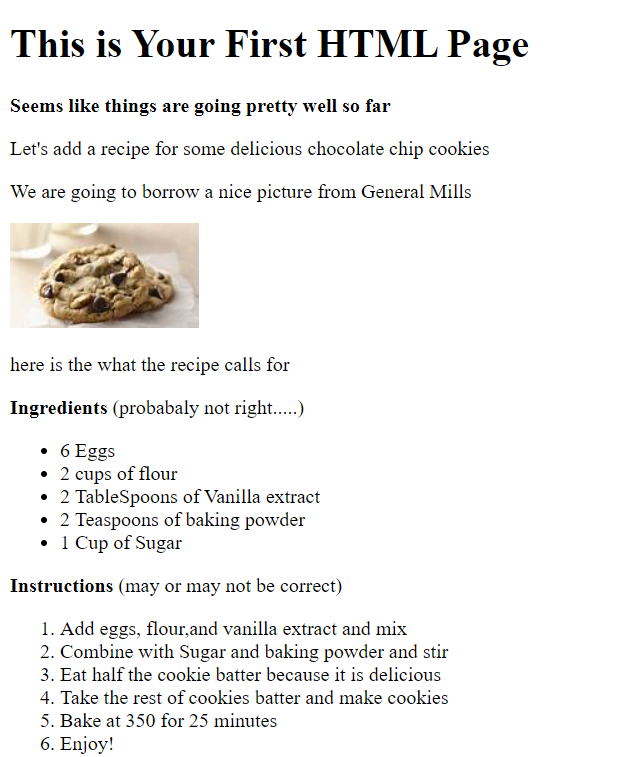 This is Your First HTML Page
Seems like things are going pretty well so far
Let's add a recipe for some delicious chocolate chip cookies
We are going to borrow a nice picture from General Mills
here is the what the recipe calls for
Ingredients (probabaly not right.....)
• 6 Eggs
• 2 cups of flour
• 2 TableSpoons of Vanilla extract
• 2 Teaspoons of baking powder
• 1 Cup of Sugar
Instructions (may or may not be correct)
1. Add eggs, flour,and vanilla extract and mix
2. Combine with Sugar and baking powder and stir
3. Eat half the cookie batter because it is delicious
4. Take the rest of cookies batter and make cookies
5. Bake at 350 for 25 minutes
6. Enjoy!